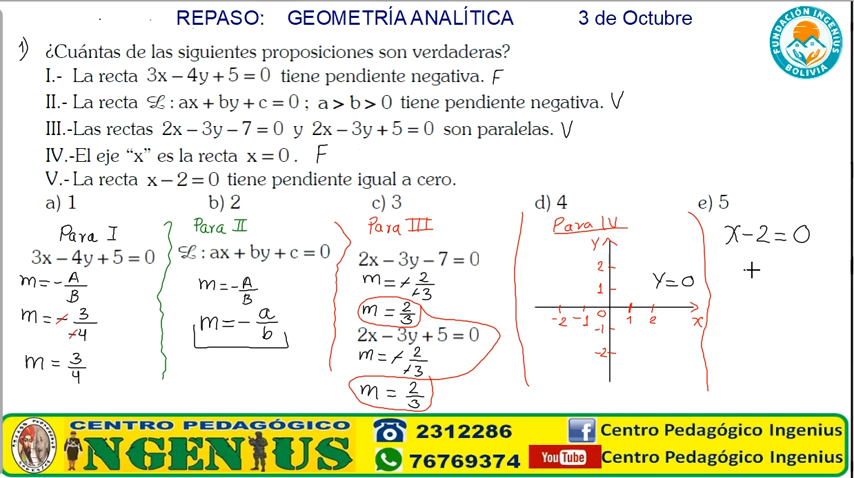 REPASO: GEOMETRÍA ANALÍTICA 3 de Octubre
FUNDACIÓN INGENIUS BOLIVIA
1) ¿Cuántas de las siguientes proposiciones son verdaderas?
I.- La recta 3x – 4y + 5 = 0 tiene pendiente negativa. F
II.- La recta ℒ : ax + by + c = 0 ; a > b > 0 tiene pendiente negativa. V
III.-Las rectas 2x – 3y – 7 = 0 y 2x – 3y + 5 = 0 son paralelas. V
IV.-El eje “x” es la recta x = 0 . F
V.- La recta x – 2 = 0 tiene pendiente igual a cero.
a) 1 b) 2 c) 3 d) 4 e) 5
Para I
3x – 4y + 5 = 0
m = - A/B
m = - 3/-4
m = 3/4
Para II
ℒ : ax + by + c = 0
m = - A/B
m = - a/b
Para III
2x – 3y – 7 = 0
m = - 2/-3
m = 2/3
2x – 3y + 5 = 0
m = - 2/-3
m = 2/3
Para IV
Y
2
1
Y = 0
-2 -1 0 1 2 x
-1
-2
x - 2 = 0
+
CENTRO PEDAGÓGICO
INGENIUS
2312286
76769374
f Centro Pedagógico Ingenius
YouTube Centro Pedagógico Ingenius